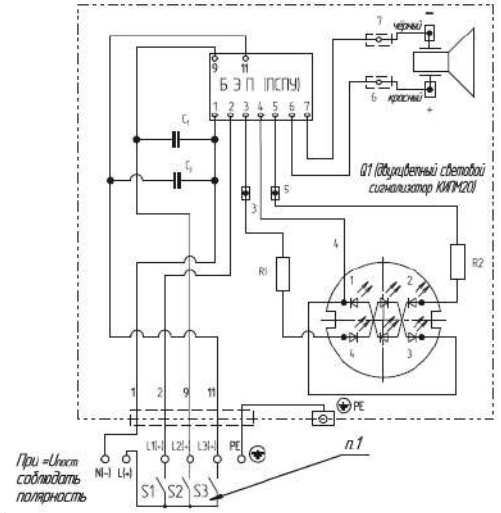 7
чёрный
−
9 11
Б Э П (ПСПУ)
1 2 3 4 5 6 7
6
красный
+
C₁
C₂
Q1 (двухцветный световой
сигнализатор КИПМ20)
3
5
4
R1
R2
1 2
4 3
1 2 9 11
PE
N(-) L(+) L1(+) L2(+) L3(+) PE
п.1
При =Uпост
соблюдать
полярность
S1 S2 S3